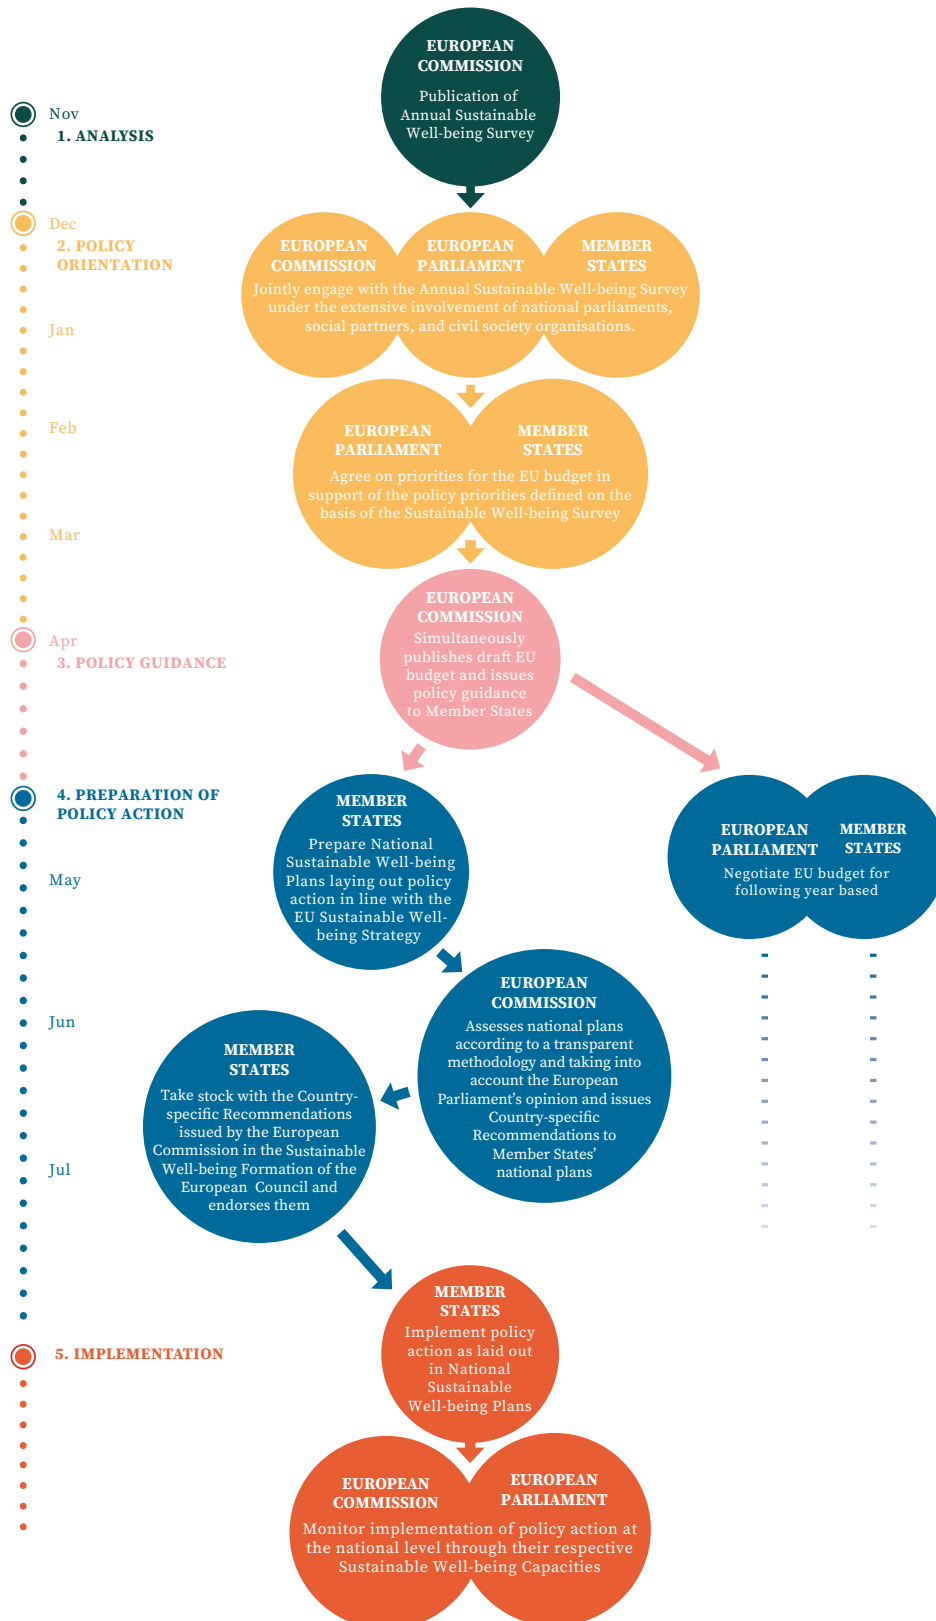 EUROPEAN
COMMISSION
Publication of
Annual Sustainable
Well-being Survey
Nov
1. ANALYSIS
Dec
2. POLICY
ORIENTATION
EUROPEAN
COMMISSION
EUROPEAN
PARLIAMENT
MEMBER
STATES
Jointly engage with the Annual Sustainable Well-being Survey
under the extensive involvement of national parliaments,
social partners, and civil society organisations.
Jan
Feb
EUROPEAN
PARLIAMENT
MEMBER
STATES
Agree on priorities for the EU budget in
support of the policy priorities defined on the
basis of the Sustainable Well-being Survey
Mar
Apr
3. POLICY GUIDANCE
EUROPEAN
COMMISSION
Simultaneously
publishes draft EU
budget and issues
policy guidance
to Member States
4. PREPARATION OF
POLICY ACTION
MEMBER
STATES
Prepare National
Sustainable Well-being
Plans laying out policy
action in line with the
EU Sustainable Well-
being Strategy
EUROPEAN
PARLIAMENT
MEMBER
STATES
Negotiate EU budget for
following year based
May
Jun
EUROPEAN
COMMISSION
Assesses national plans
according to a transparent
methodology and taking into
account the European
Parliament's opinion and issues
Country-specific
Recommendations to
Member States'
national plans
MEMBER
STATES
Take stock with the Country-
specific Recommendations
issued by the European
Commission in the Sustainable
Well-being Formation of the
European Council and
endorses them
Jul
5. IMPLEMENTATION
MEMBER
STATES
Implement policy
action as laid out
in National
Sustainable
Well-being Plans
EUROPEAN
COMMISSION
EUROPEAN
PARLIAMENT
Monitor implementation of policy action at
the national level through their respective
Sustainable Well-being Capacities